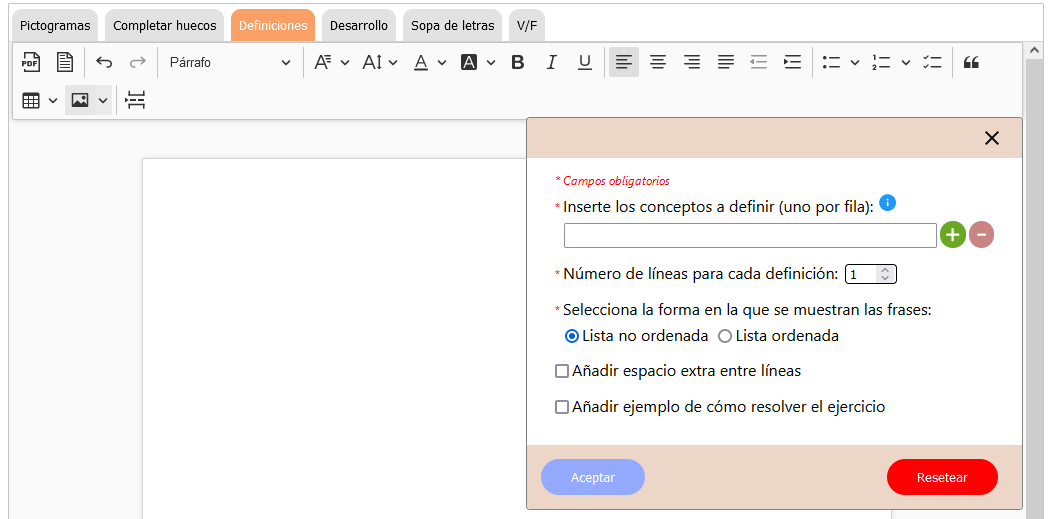 Pictogramas Completar huecos Definiciones Desarrollo Sopa de letras V/F
PDF Párrafo A AI A A B I U
* Campos obligatorios
* Inserte los conceptos a definir (uno por fila): i
* Número de líneas para cada definición: 1
* Selecciona la forma en la que se muestran las frases:
Lista no ordenada Lista ordenada
Añadir espacio extra entre líneas
Añadir ejemplo de cómo resolver el ejercicio
Aceptar Resetear